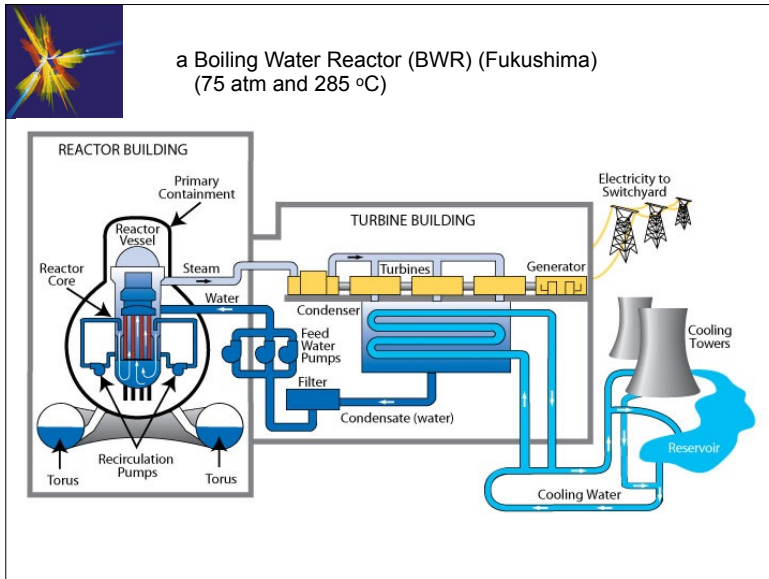 a Boiling Water Reactor (BWR) (Fukushima)
(75 atm and 285 ºC)
REACTOR BUILDING
Primary
Containment
Reactor
Vessel
Reactor
Core
Steam
Water
TURBINE BUILDING
Turbines
Generator
Electricity to
Switchyard
Condenser
Feed
Water
Pumps
Filter
Condensate (water)
Cooling
Towers
Reservoir
Cooling Water
Torus
Recirculation
Pumps
Torus